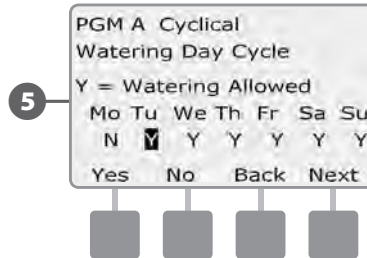 PGM A Cyclical
Watering Day Cycle
Y = Watering Allowed
5
Mo Tu We Th Fr Sa Su
N Y Y Y Y Y Y
Yes No Back Next